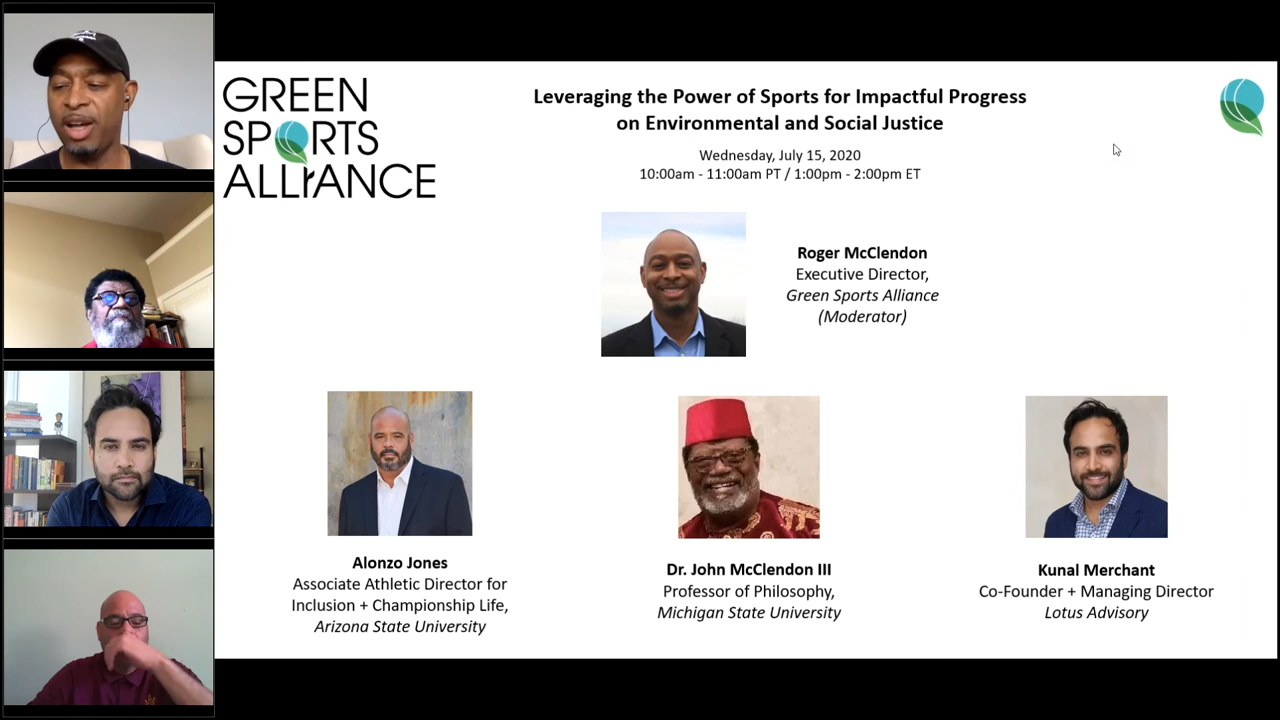 GREEN
SPORTS
ALLIANCE
Leveraging the Power of Sports for Impactful Progress
on Environmental and Social Justice
Wednesday, July 15, 2020
10:00am - 11:00am PT / 1:00pm - 2:00pm ET
Roger McClendon
Executive Director,
Green Sports Alliance
(Moderator)
Alonzo Jones
Associate Athletic Director for
Inclusion + Championship Life,
Arizona State University
Dr. John McClendon III
Professor of Philosophy,
Michigan State University
Kunal Merchant
Co-Founder + Managing Director
Lotus Advisory